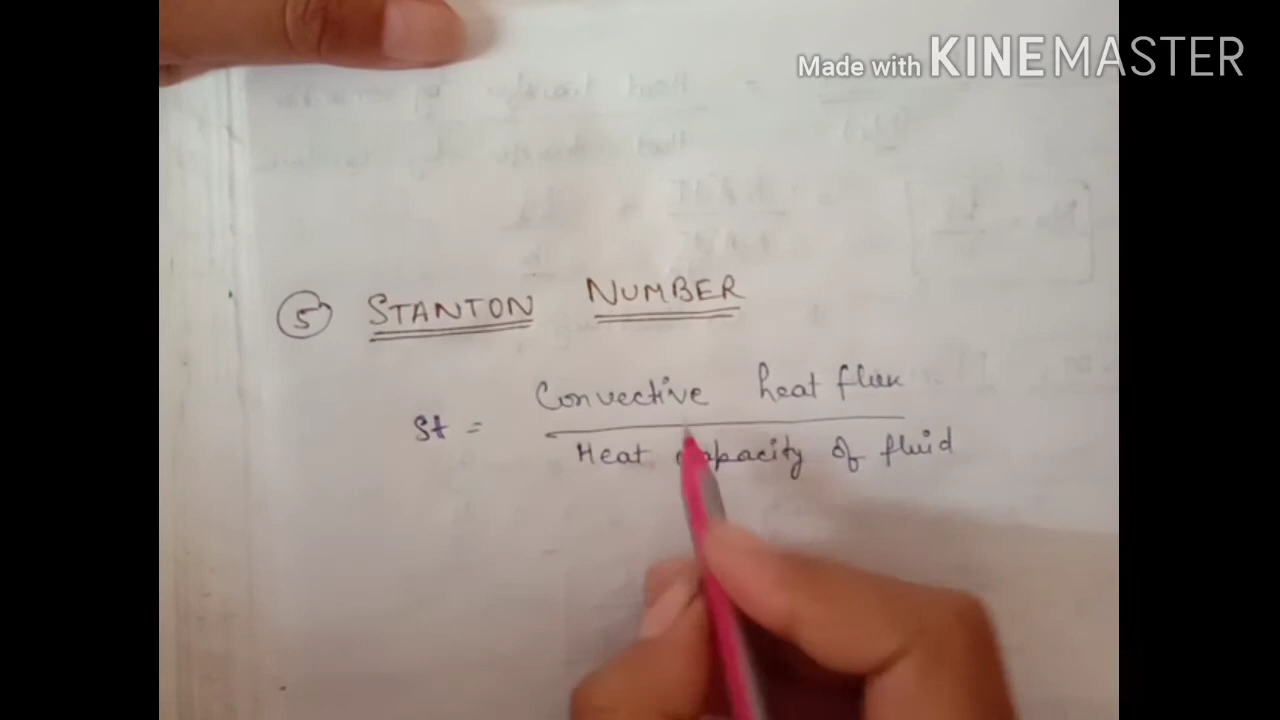 Made with KINEMASTER
5 STANTON NUMBER
Convective heat flux
St =
Heat capacity of fluid